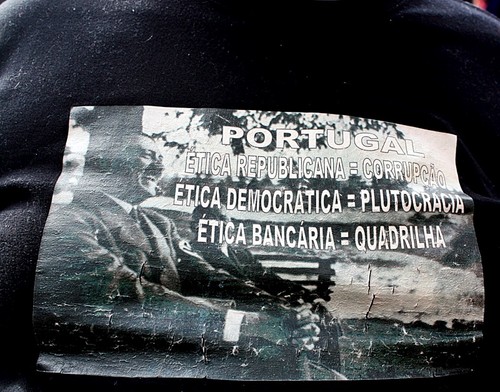 PORTUGAL
ÉTICA REPUBLICANA = CORRUPÇÃO
ÉTICA DEMOCRÁTICA = PLUTOCRACIA
ÉTICA BANCÁRIA = QUADRILHA